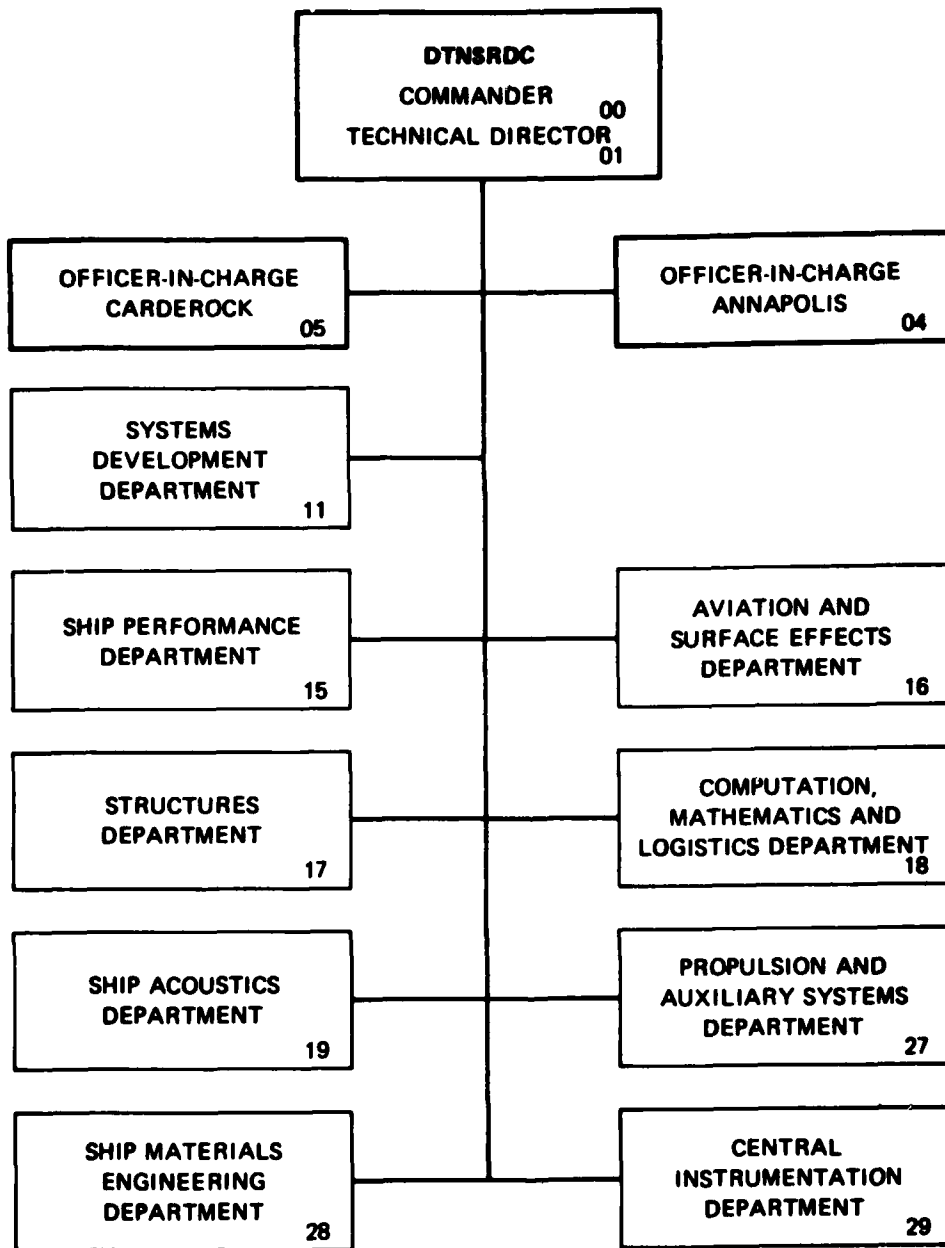 DTNSRDC
COMMANDER
00
TECHNICAL DIRECTOR
01
OFFICER-IN-CHARGE
CARDEROCK
05
OFFICER-IN-CHARGE
ANNAPOLIS
04
SYSTEMS
DEVELOPMENT
DEPARTMENT
11
SHIP PERFORMANCE
DEPARTMENT
15
AVIATION AND
SURFACE EFFECTS
DEPARTMENT
16
STRUCTURES
DEPARTMENT
17
COMPUTATION,
MATHEMATICS AND
LOGISTICS DEPARTMENT
18
SHIP ACOUSTICS
DEPARTMENT
19
PROPULSION AND
AUXILIARY SYSTEMS
DEPARTMENT
27
SHIP MATERIALS
ENGINEERING
DEPARTMENT
28
CENTRAL
INSTRUMENTATION
DEPARTMENT
29